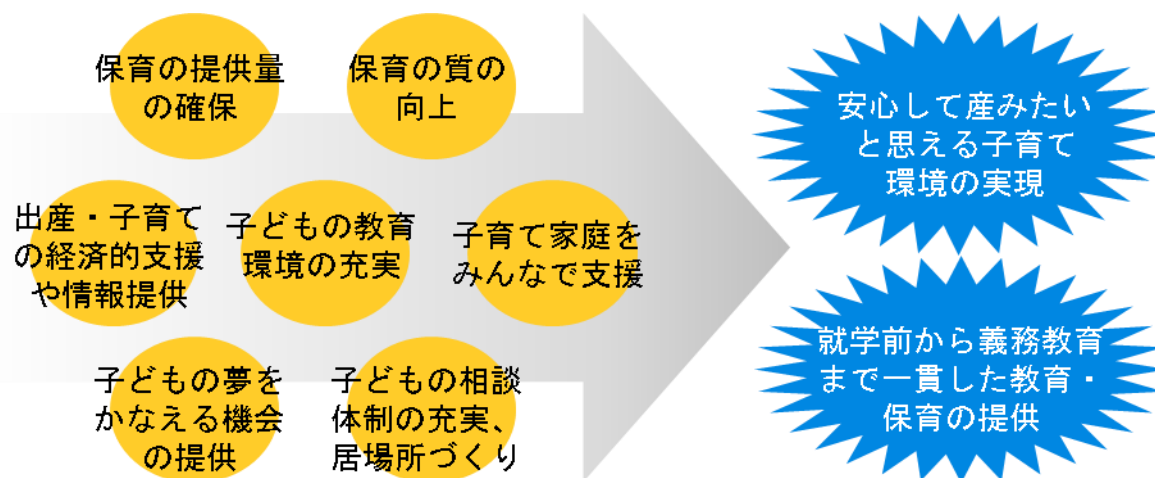 保育の提供量
の確保
保育の質の
向上
出産・子育て
の経済的支援
や情報提供
子どもの教育
環境の充実
子育て家庭を
みんなで支援
子どもの夢を
かなえる機会
の提供
子どもの相談
体制の充実、
居場所づくり
安心して産みたい
と思える子育て
環境の実現
就学前から義務教育
まで一貫した教育・
保育の提供